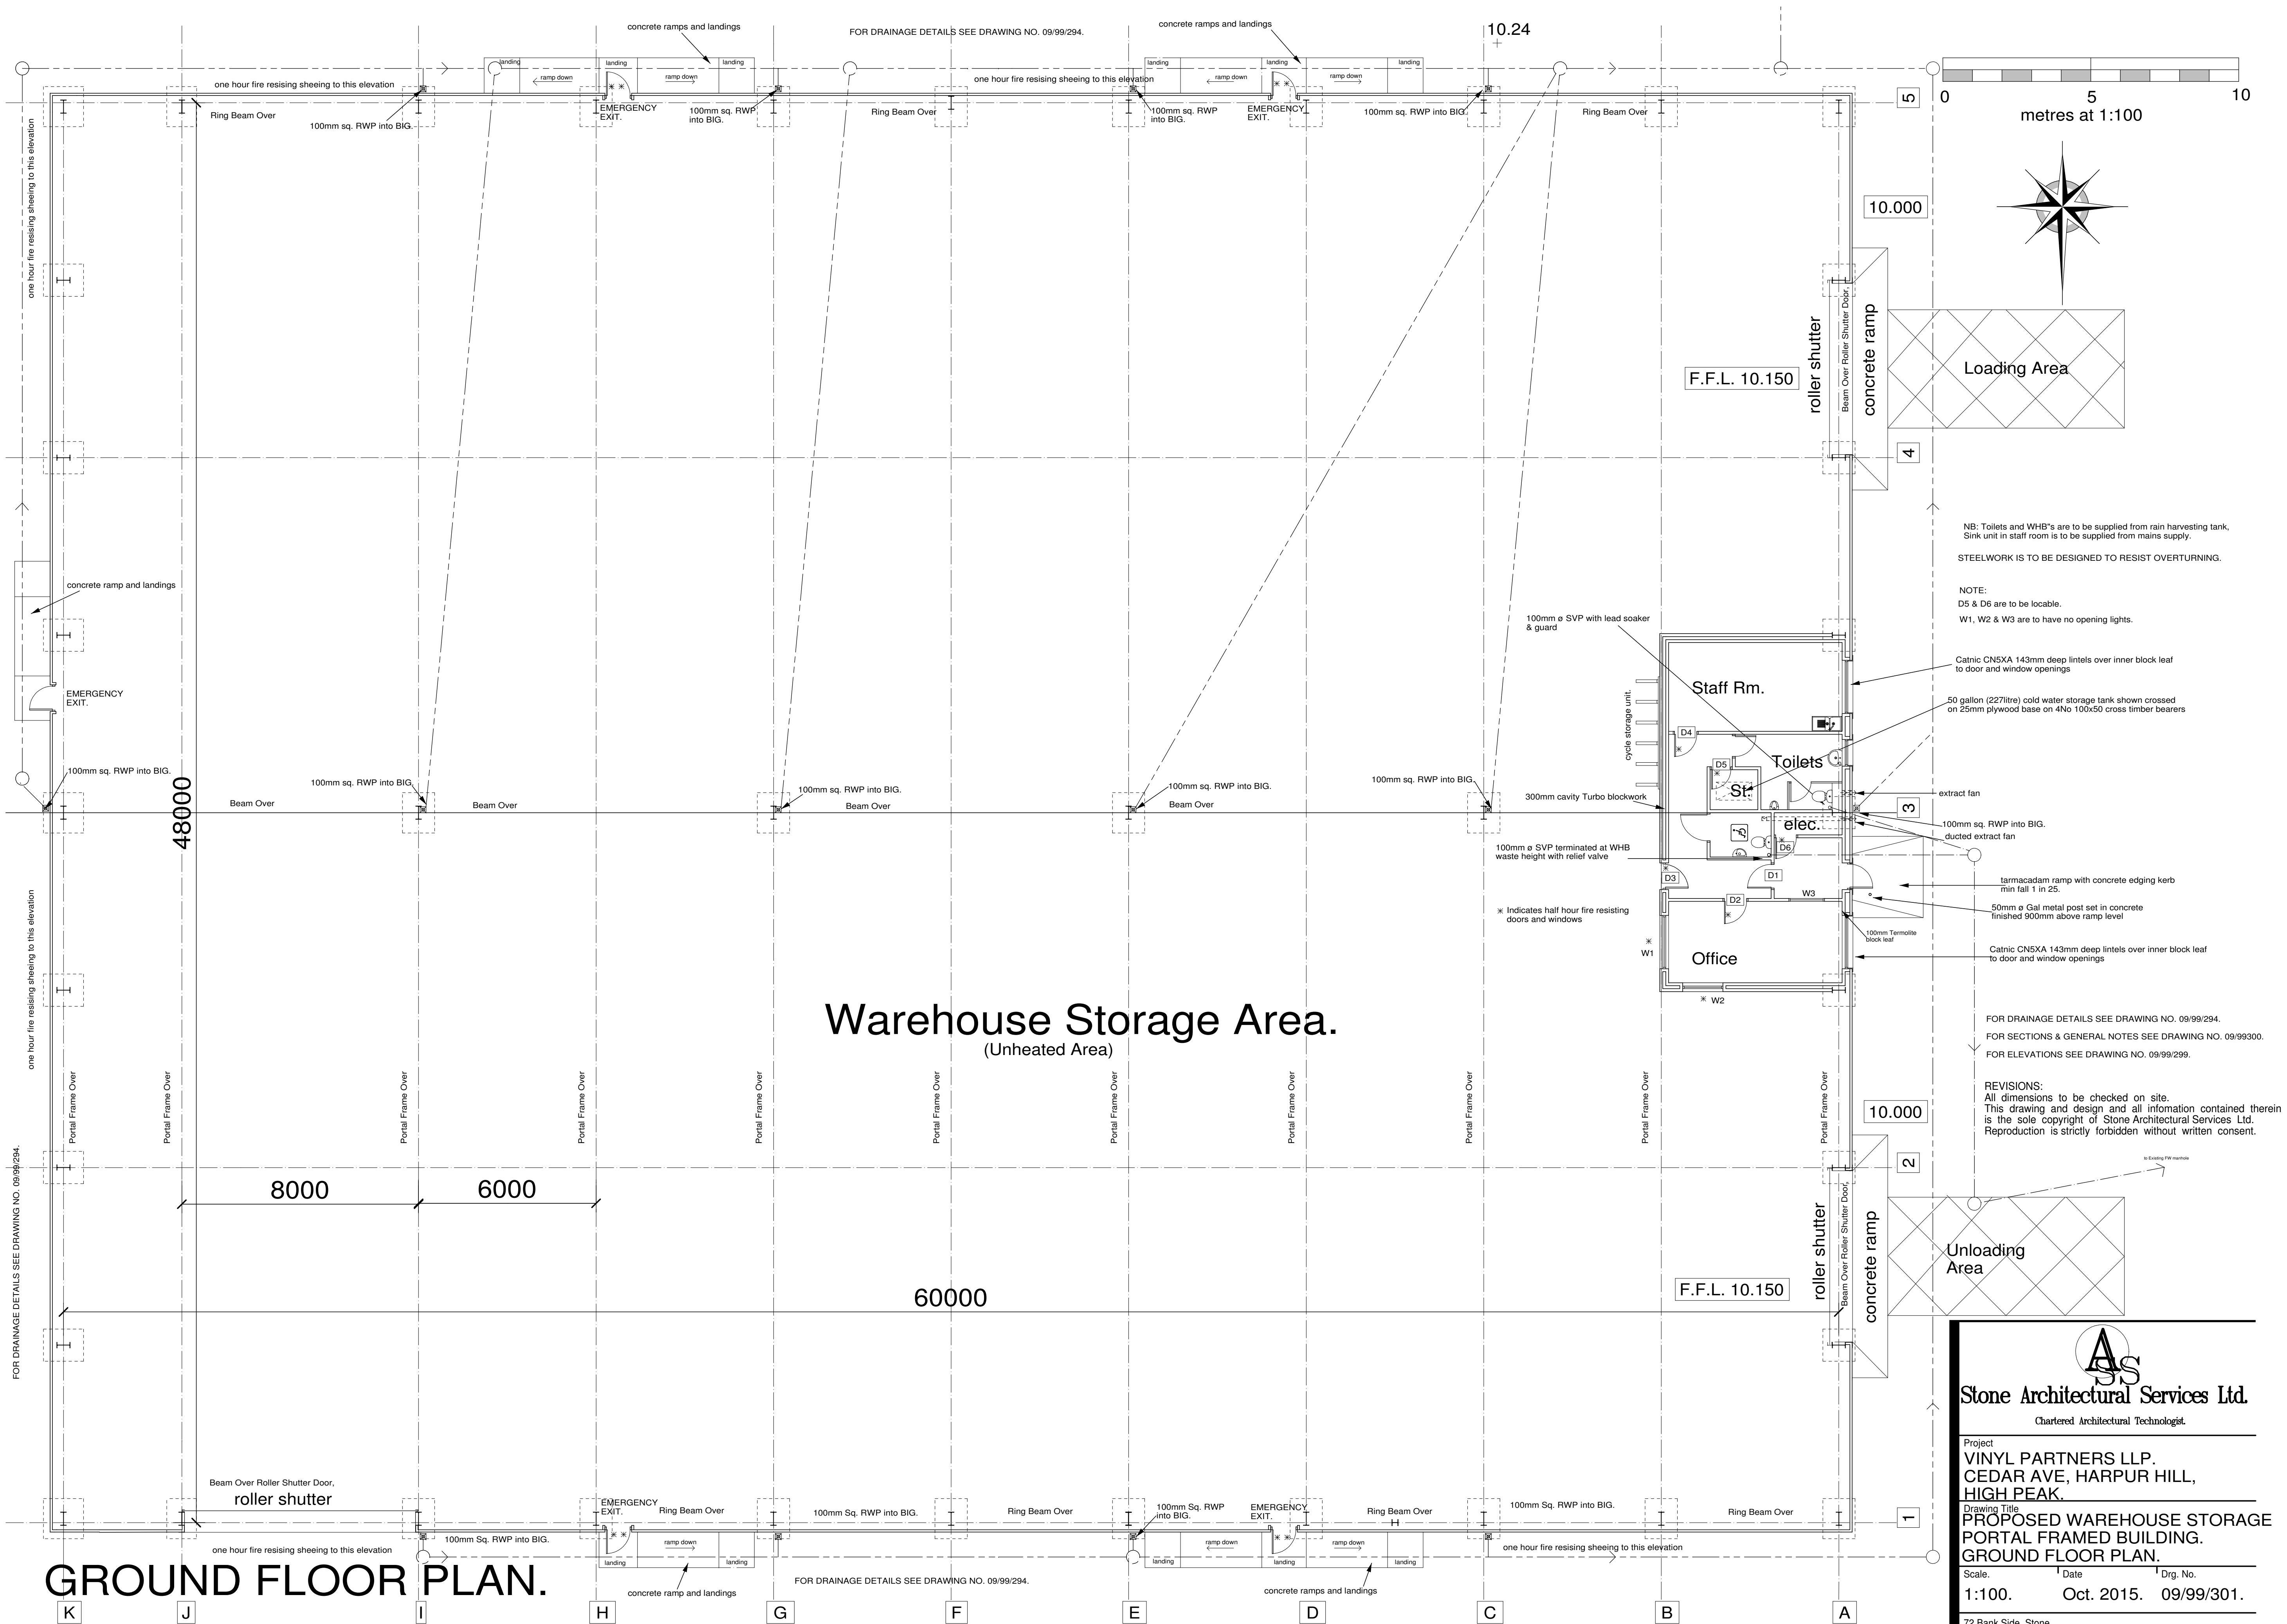 concrete ramps and landings
FOR DRAINAGE DETAILS SEE DRAWING NO. 09/99/294.
concrete ramps and landings
10.24
landing
ramp down
landing
ramp down
landing
landing
ramp down
landing
ramp down
landing
one hour fire resising sheeing to this elevation
one hour fire resising sheeing to this elevation
0
5
10
metres at 1:100
5
Ring Beam Over
100mm sq. RWP into BIG.
EMERGENCY
EXIT.
100mm sq. RWP
into BIG.
Ring Beam Over
100mm sq. RWP
into BIG.
EMERGENCY
EXIT.
100mm sq. RWP into BIG.
Ring Beam Over
one hour fire resising sheeing to this elevation
10.000
F.F.L. 10.150
roller shutter
Beam Over Roller Shutter Door,
concrete ramp
Loading Area
4
NB: Toilets and WHB"s are to be supplied from rain harvesting tank,
Sink unit in staff room is to be supplied from mains supply.
STEELWORK IS TO BE DESIGNED TO RESIST OVERTURNING.
NOTE:
D5 & D6 are to be locable.
W1, W2 & W3 are to have no opening lights.
concrete ramp and landings
EMERGENCY
EXIT.
100mm ø SVP with lead soaker
& guard
Catnic CN5XA 143mm deep lintels over inner block leaf
to door and window openings
50 gallon (227litre) cold water storage tank shown crossed
on 25mm plywood base on 4No 100x50 cross timber bearers
Staff Rm.
cycle storage unit.
D4
D5
Toilets
St.
elec.
D6
D3
D1
D2
W3
Office
W1
W2
300mm cavity Turbo blockwork
100mm ø SVP terminated at WHB
waste height with relief valve
Indicates half hour fire resisting
doors and windows
extract fan
3
100mm sq. RWP into BIG.
ducted extract fan
tarmacadam ramp with concrete edging kerb
min fall 1 in 25.
50mm ø Gal metal post set in concrete
finished 900mm above ramp level
100mm Termolite
block leaf
Catnic CN5XA 143mm deep lintels over inner block leaf
to door and window openings
100mm sq. RWP into BIG.
48000
Beam Over
100mm sq. RWP into BIG.
Beam Over
100mm sq. RWP into BIG.
Beam Over
100mm sq. RWP into BIG.
Beam Over
100mm sq. RWP into BIG.
one hour fire resising sheeing to this elevation
Warehouse Storage Area.
(Unheated Area)
Portal Frame Over
Portal Frame Over
Portal Frame Over
Portal Frame Over
Portal Frame Over
Portal Frame Over
Portal Frame Over
Portal Frame Over
Portal Frame Over
Portal Frame Over
Portal Frame Over
FOR DRAINAGE DETAILS SEE DRAWING NO. 09/99/294.
FOR SECTIONS & GENERAL NOTES SEE DRAWING NO. 09/99300.
FOR ELEVATIONS SEE DRAWING NO. 09/99/299.
REVISIONS:
All dimensions to be checked on site.
This drawing and design and all infomation contained therein
is the sole copyright of Stone Architectural Services Ltd.
Reproduction is strictly forbidden without written consent.
10.000
2
to Existing FW manhole
FOR DRAINAGE DETAILS SEE DRAWING NO. 09/99/294.
8000
6000
60000
F.F.L. 10.150
roller shutter
Beam Over Roller Shutter Door,
concrete ramp
Unloading
Area
Beam Over Roller Shutter Door,
roller shutter
EMERGENCY
EXIT.
Ring Beam Over
100mm Sq. RWP into BIG.
Ring Beam Over
100mm Sq. RWP
into BIG.
EMERGENCY
EXIT.
Ring Beam Over
100mm Sq. RWP into BIG.
Ring Beam Over
1
100mm Sq. RWP into BIG.
one hour fire resising sheeing to this elevation
landing
ramp down
landing
landing
ramp down
landing
ramp down
landing
one hour fire resising sheeing to this elevation
GROUND FLOOR PLAN.
concrete ramp and landings
FOR DRAINAGE DETAILS SEE DRAWING NO. 09/99/294.
concrete ramps and landings
K
J
I
H
G
F
E
D
C
B
A
ASS
Stone Architectural Services Ltd.
Chartered Architectural Technologist.
Project
VINYL PARTNERS LLP.
CEDAR AVE, HARPUR HILL,
HIGH PEAK.
Drawing Title
PROPOSED WAREHOUSE STORAGE
PORTAL FRAMED BUILDING.
GROUND FLOOR PLAN.
Scale.
Date
Drg. No.
1:100.
Oct. 2015.
09/99/301.
72 Bank Side, Stone